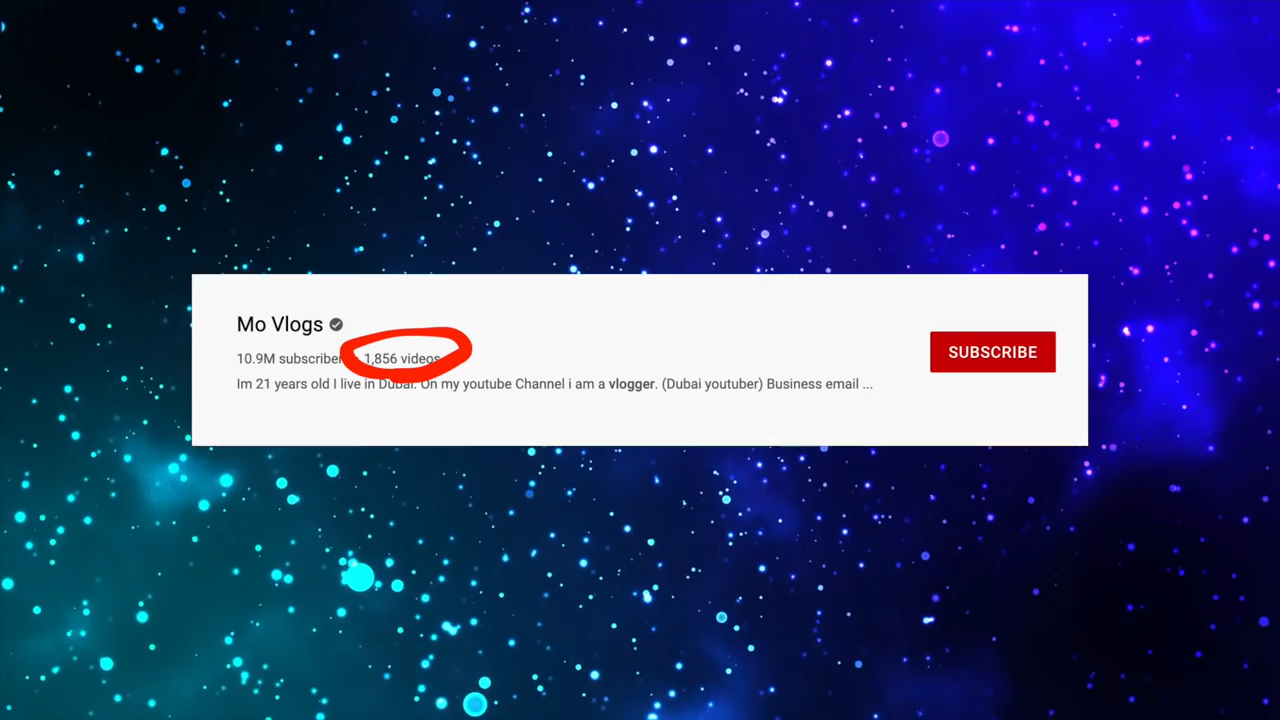 Mo Vlogs
10.9M subscribers 1,856 videos
Im 21 years old I live in Dubai. On my youtube Channel i am a vlogger. (Dubai youtuber) Business email ...
SUBSCRIBE